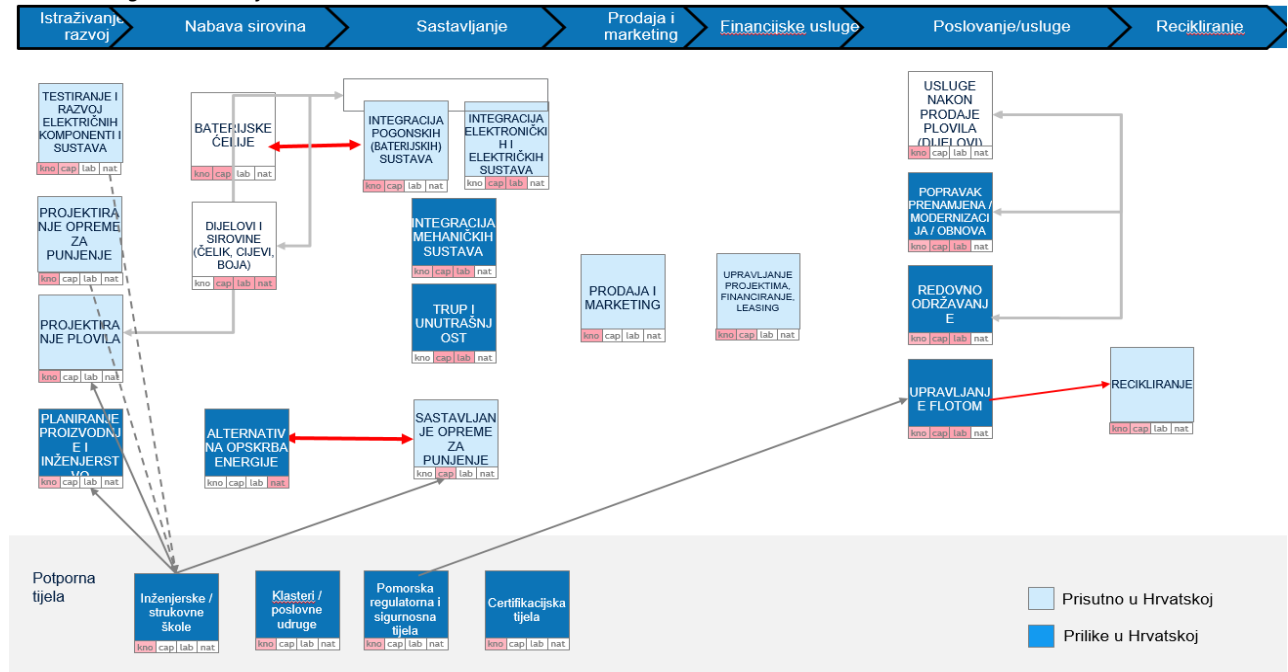 Istraživanje
razvoj
Nabava sirovina
Sastavljanje
Prodaja i
marketing
Financijske usluge
Poslovanje/usluge
Recikliranje
TESTIRANJE I
RAZVOJ
ELEKTRIČNIH
KOMPONENTI I
SUSTAVA
kno cap lab nat
PROJEKTIRA
NJE OPREME
ZA
PUNJENJE
kno cap lab nat
PROJEKTIRA
NJE PLOVILA
kno cap lab nat
PLANIRANJE
PROIZVODNJ
E I
INŽENJERST
VO
kno cap lab nat
BATERIJSKE
ĆELIJE
kno cap lab nat
DIJELOVI I
SIROVINE
(ČELIK, CIJEVI,
BOJA)
kno cap lab nat
ALTERNATIV
NA OPSKRBA
ENERGIJE
kno cap lab nat
INTEGRACIJA
POGONSKIH
(BATERIJSKIH)
SUSTAVA
kno cap lab nat
INTEGRACIJA
ELEKTRONIČKI
H I
ELEKTRIČKIH
SUSTAVA
kno cap lab nat
INTEGRACIJA
MEHANIČKIH
SUSTAVA
kno cap lab nat
TRUP I
UNUTRAŠNJ
OST
kno cap lab nat
SASTAVLJAN
JE OPREME
ZA
PUNJENJE
kno cap lab nat
PRODAJA I
MARKETING
kno cap lab nat
UPRAVLJANJE
PROJEKTIMA,
FINANCIRANJE,
LEASING
kno cap lab nat
USLUGE
NAKON
PRODAJE
PLOVILA
(DIJELOVI)
kno cap lab nat
POPRAVAK
PRENAMJENA /
MODERNIZACI
JA / OBNOVA
kno cap lab nat
REDOVNO
ODRŽAVANJ
E
kno cap lab nat
UPRAVLJANJ
E FLOTOM
kno cap lab nat
RECIKLIRANJE
kno cap lab nat
Potporna
tijela
Inženjerske /
strukovne
škole
kno cap lab nat
Klasteri /
poslovne
udruge
kno cap lab nat
Pomorska
regulatorna i
sigurnosna
tijela
kno cap lab nat
Certifikacijska
tijela
kno cap lab nat
Prisutno u Hrvatskoj
Prilike u Hrvatskoj